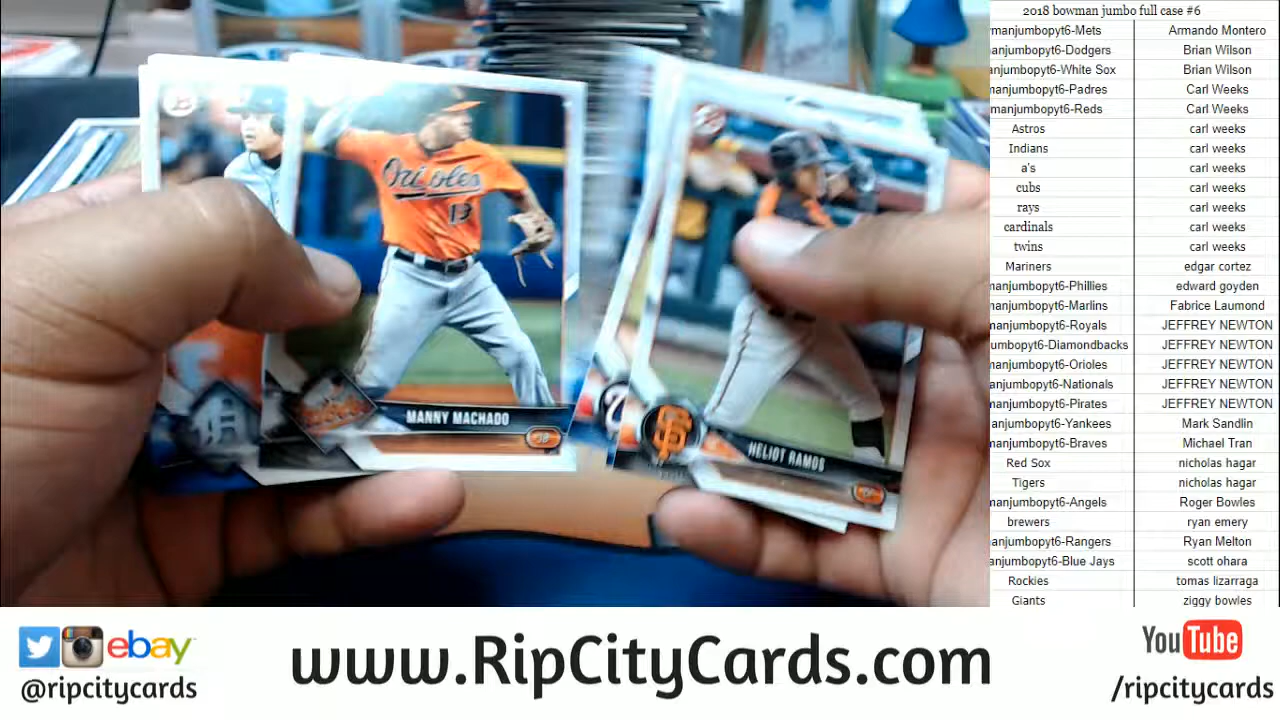 2018 bowman jumbo full case #6
manjumbopyt6-Mets Armando Montero
anjumbopyt6-Dodgers Brian Wilson
anjumbopyt6-White Sox Brian Wilson
manjumbopyt6-Padres Carl Weeks
manjumbopyt6-Reds Carl Weeks
Astros carl weeks
Indians carl weeks
a's carl weeks
cubs carl weeks
rays carl weeks
cardinals carl weeks
twins carl weeks
Mariners edgar cortez
manjumbopyt6-Phillies edward goyden
manjumbopyt6-Marlins Fabrice Laumond
manjumbopyt6-Royals JEFFREY NEWTON
umbopyt6-Diamondbacks JEFFREY NEWTON
manjumbopyt6-Orioles JEFFREY NEWTON
anjumbopyt6-Nationals JEFFREY NEWTON
manjumbopyt6-Pirates JEFFREY NEWTON
manjumbopyt6-Yankees Mark Sandlin
manjumbopyt6-Braves Michael Tran
Red Sox nicholas hagar
Tigers nicholas hagar
manjumbopyt6-Angels Roger Bowles
brewers ryan emery
manjumbopyt6-Rangers Ryan Melton
anjumbopyt6-Blue Jays scott ohara
Rockies tomas lizarraga
Giants ziggy bowles
Orioles
13
MANNY MACHADO
SF
HELIOT RAMOS
ebay
@ripcitycards
www.RipCityCards.com
YouTube
/ripcitycards